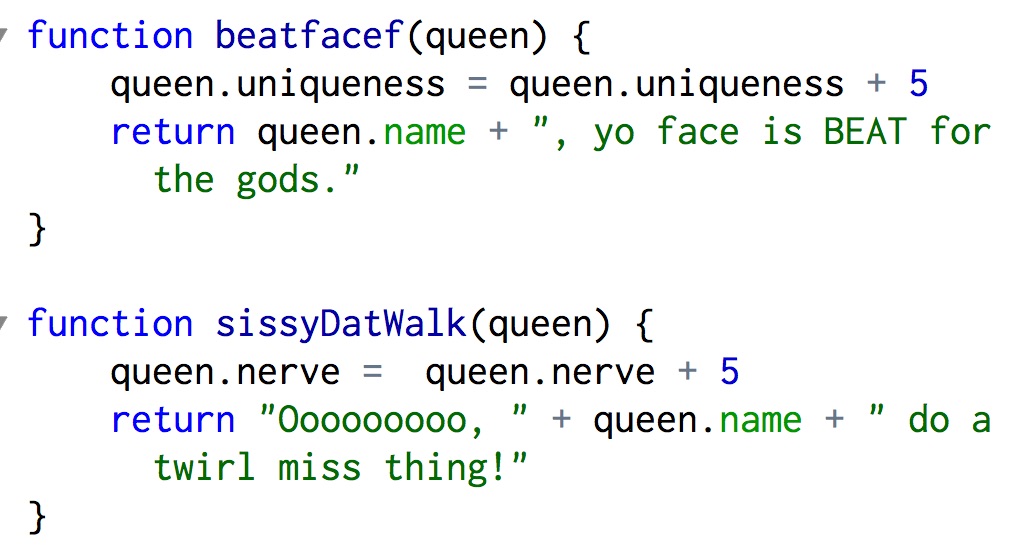 function beatfacef(queen) {
queen.uniqueness = queen.uniqueness + 5
return queen.name + ", yo face is BEAT for
the gods."
}
function sissyDatWalk(queen) {
queen.nerve =  queen.nerve + 5
return "Ooooooooo, " + queen.name + " do a
twirl miss thing!"
}